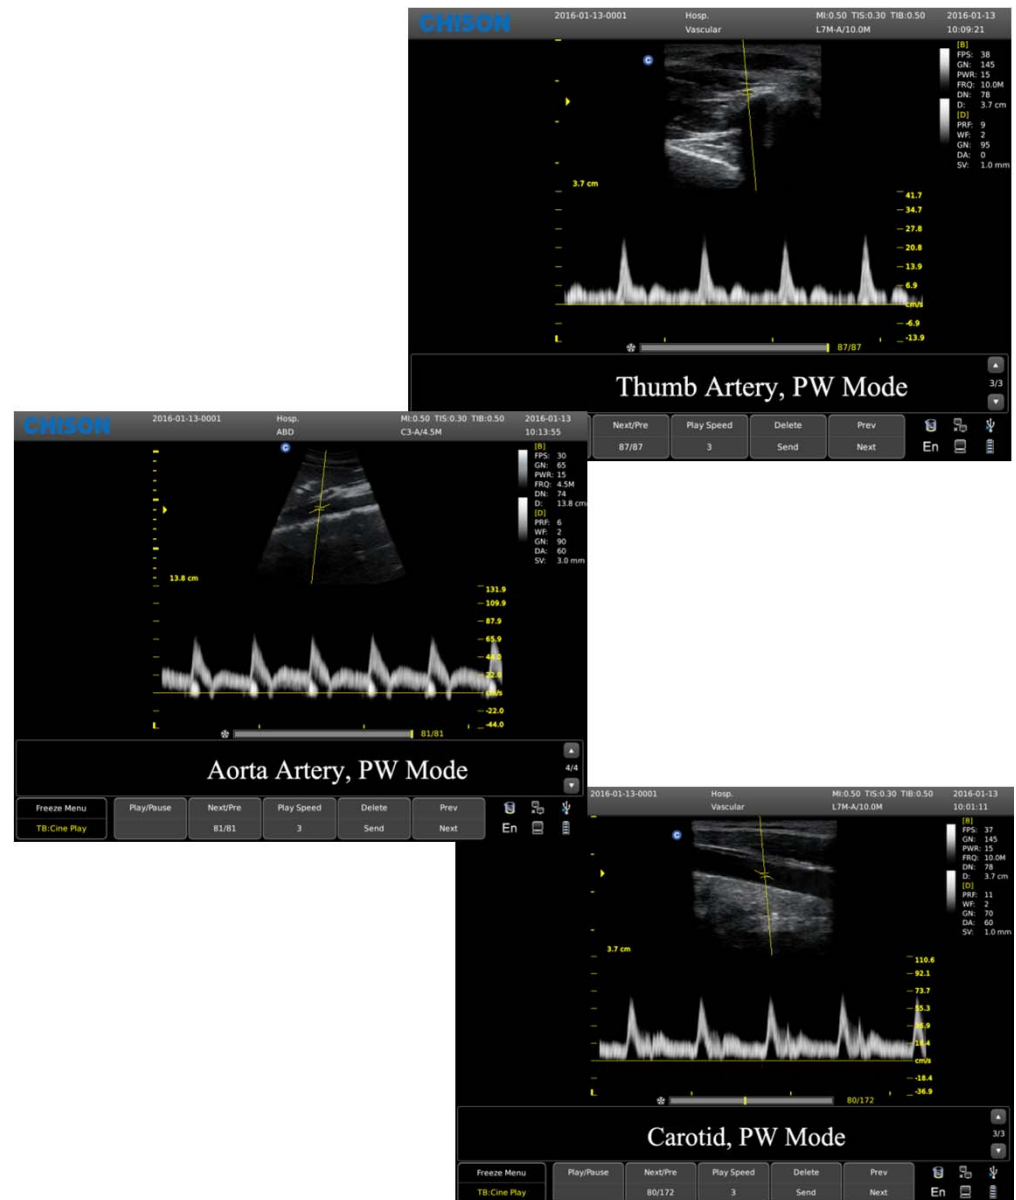 CHISON
2016-01-13-0001 Hosp. MI:0.50 TIS:0.30 TIB:0.50 2016-01-13
Vascular L7M-A/10.0M 10:09:21
[B]
FPS: 38
GN: 145
PWR: 15
FRQ: 10.0M
DN: 78
D: 3.7 cm
[D]
PRF: 9
WF: 2
GN: 95
DA: 0
SV: 1.0 mm
C
3.7 cm
41.7
34.7
27.8
20.8
13.9
6.9
cm/s
-6.9
-13.9
87/87
Thumb Artery, PW Mode
3/3
Next/Pre Play Speed Delete Prev
87/87 3 Send Next En
CHISON
2016-01-13-0001 Hosp. MI:0.50 TIS:0.30 TIB:0.50 2016-01-13
ABD C3-A/4.5M 10:13:55
[B]
FPS: 30
GN: 65
PWR: 15
FRQ: 4.5M
DN: 74
D: 13.8 cm
[D]
PRF: 6
WF: 2
GN: 90
DA: 60
SV: 3.0 mm
C
13.8 cm
131.9
109.9
87.9
65.9
44.0
22.0
cm/s
-22.0
-44.0
81/81
Aorta Artery, PW Mode
4/4
Freeze Menu Play/Pause Next/Pre Play Speed Delete Prev
TB:Cine Play 81/81 3 Send Next En
2016-01-13-0001 Hosp. MI:0.50 TIS:0.30 TIB:0.50 2016-01-13
Vascular L7M-A/10.0M 10:01:11
[B]
FPS: 37
GN: 145
PWR: 15
FRQ: 10.0M
DN: 78
D: 3.7 cm
[D]
PRF: 11
WF: 2
GN: 70
DA: 60
SV: 1.0 mm
C
3.7 cm
110.6
92.1
73.7
55.3
36.9
18.4
cm/s
-18.4
-36.9
80/172
Carotid, PW Mode
3/3
Freeze Menu Play/Pause Next/Pre Play Speed Delete Prev
TB:Cine Play 80/172 3 Send Next En